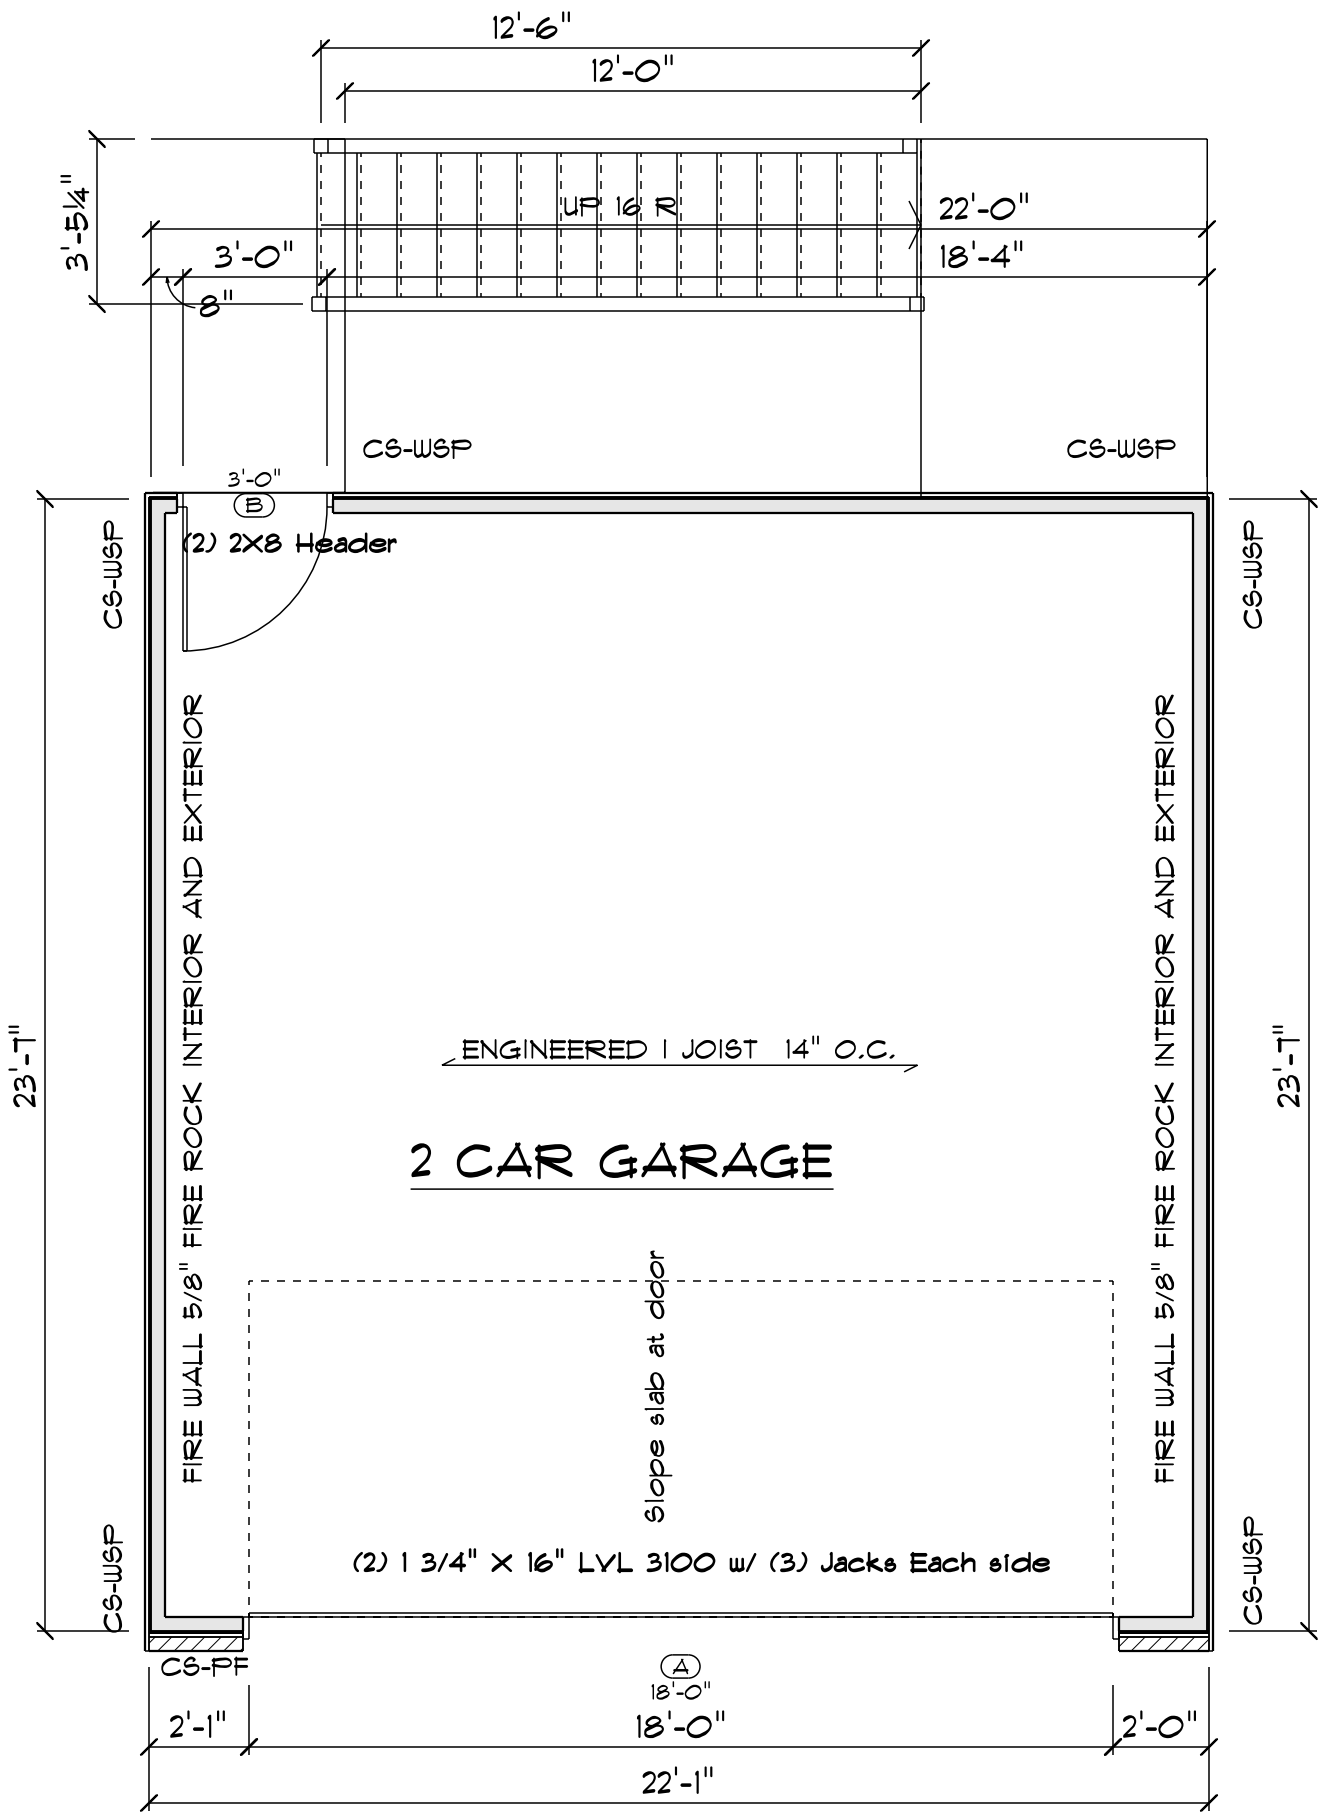 12'-6"
12'-0"
3'-5¼"
UP 16 R
22'-0"
3'-0"
18'-4"
8"
CS-WSP
CS-WSP
3'-0"
B
(2) 2X8 Header
CS-WSP
CS-WSP
FIRE WALL 5/8" FIRE ROCK INTERIOR AND EXTERIOR
FIRE WALL 5/8" FIRE ROCK INTERIOR AND EXTERIOR
23'-7"
23'-7"
ENGINEERED I JOIST 14" O.C.
2 CAR GARAGE
Slope slab at door
(2) 1 3/4" X 16" LVL 3100 w/ (3) Jacks Each side
CS-WSP
CS-WSP
CS-PF
A
18'-0"
2'-1"
18'-0"
2'-0"
22'-1"